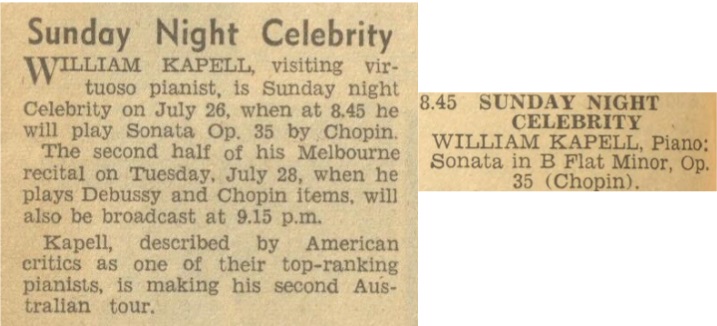 Sunday Night Celebrity
WILLIAM KAPELL, visiting vir-
tuoso pianist, is Sunday night
Celebrity on July 26, when at 8.45 he
will play Sonata Op. 35 by Chopin.
The second half of his Melbourne
recital on Tuesday, July 28, when he
plays Debussy and Chopin items, will
also be broadcast at 9.15 p.m.
Kapell, described by American
critics as one of their top-ranking
pianists, is making his second Aus-
tralian tour.
8.45 SUNDAY NIGHT
CELEBRITY
WILLIAM KAPELL, Piano:
Sonata in B Flat Minor, Op.
35 (Chopin).